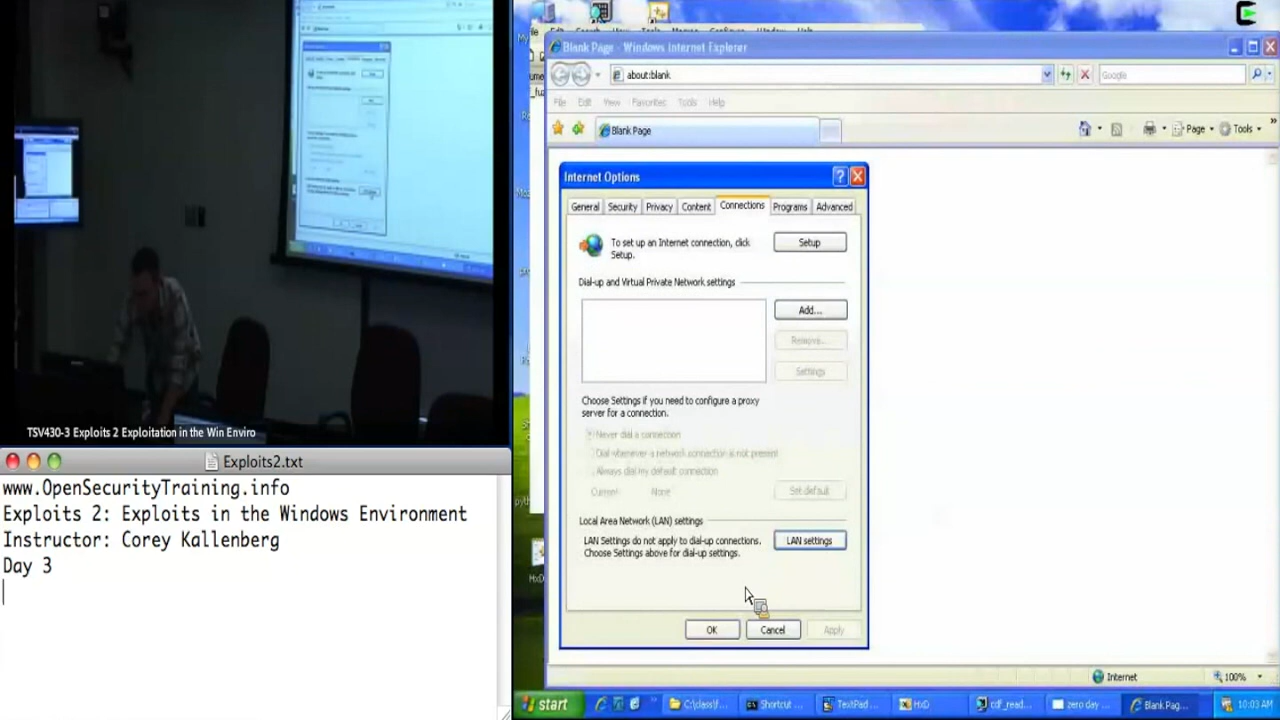 TSV430-3 Exploits 2 Exploitation in the Win Enviro
Exploits2.txt
www.OpenSecurityTraining.info
Exploits 2: Exploits in the Windows Environment
Instructor: Corey Kallenberg
Day 3
Blank Page - Windows Internet Explorer
about:blank
Google
File Edit View Favorites Tools Help
Blank Page
Page
Tools
Internet Options
General Security Privacy Content Connections Programs Advanced
To set up an Internet connection, click
Setup.
Setup
Dial-up and Virtual Private Network settings
Add...
Remove...
Settings
Choose Settings if you need to configure a proxy
server for a connection.
Never dial a connection
Dial whenever a network connection is not present
Always dial my default connection
Current None
Set default
Local Area Network (LAN) settings
LAN Settings do not apply to dial-up connections.
Choose Settings above for dial-up settings.
LAN settings
OK Cancel Apply
Internet
100%
start
C:\class\f...
Shortcut ...
TextPad ...
HxD
cdf_read...
zero day ...
Blank Pag...
10:03 AM